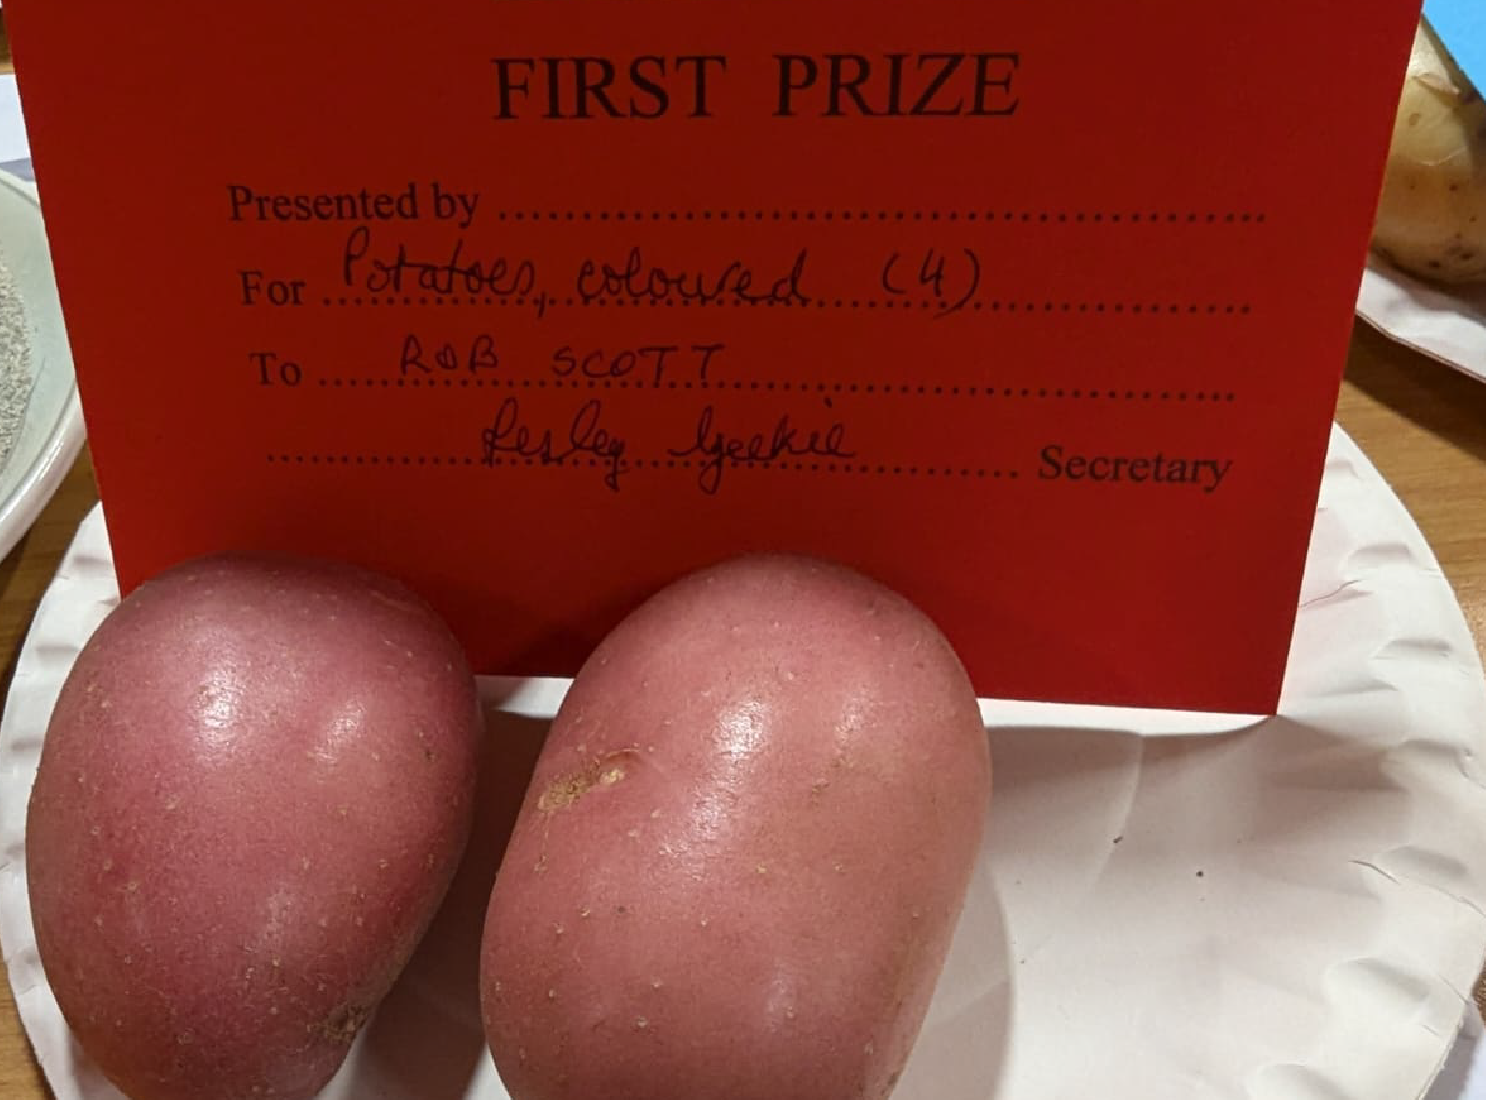 FIRST PRIZE
Presented by
For Potatoes, coloured (4)
To ROB SCOTT
Lesley Geekie Secretary